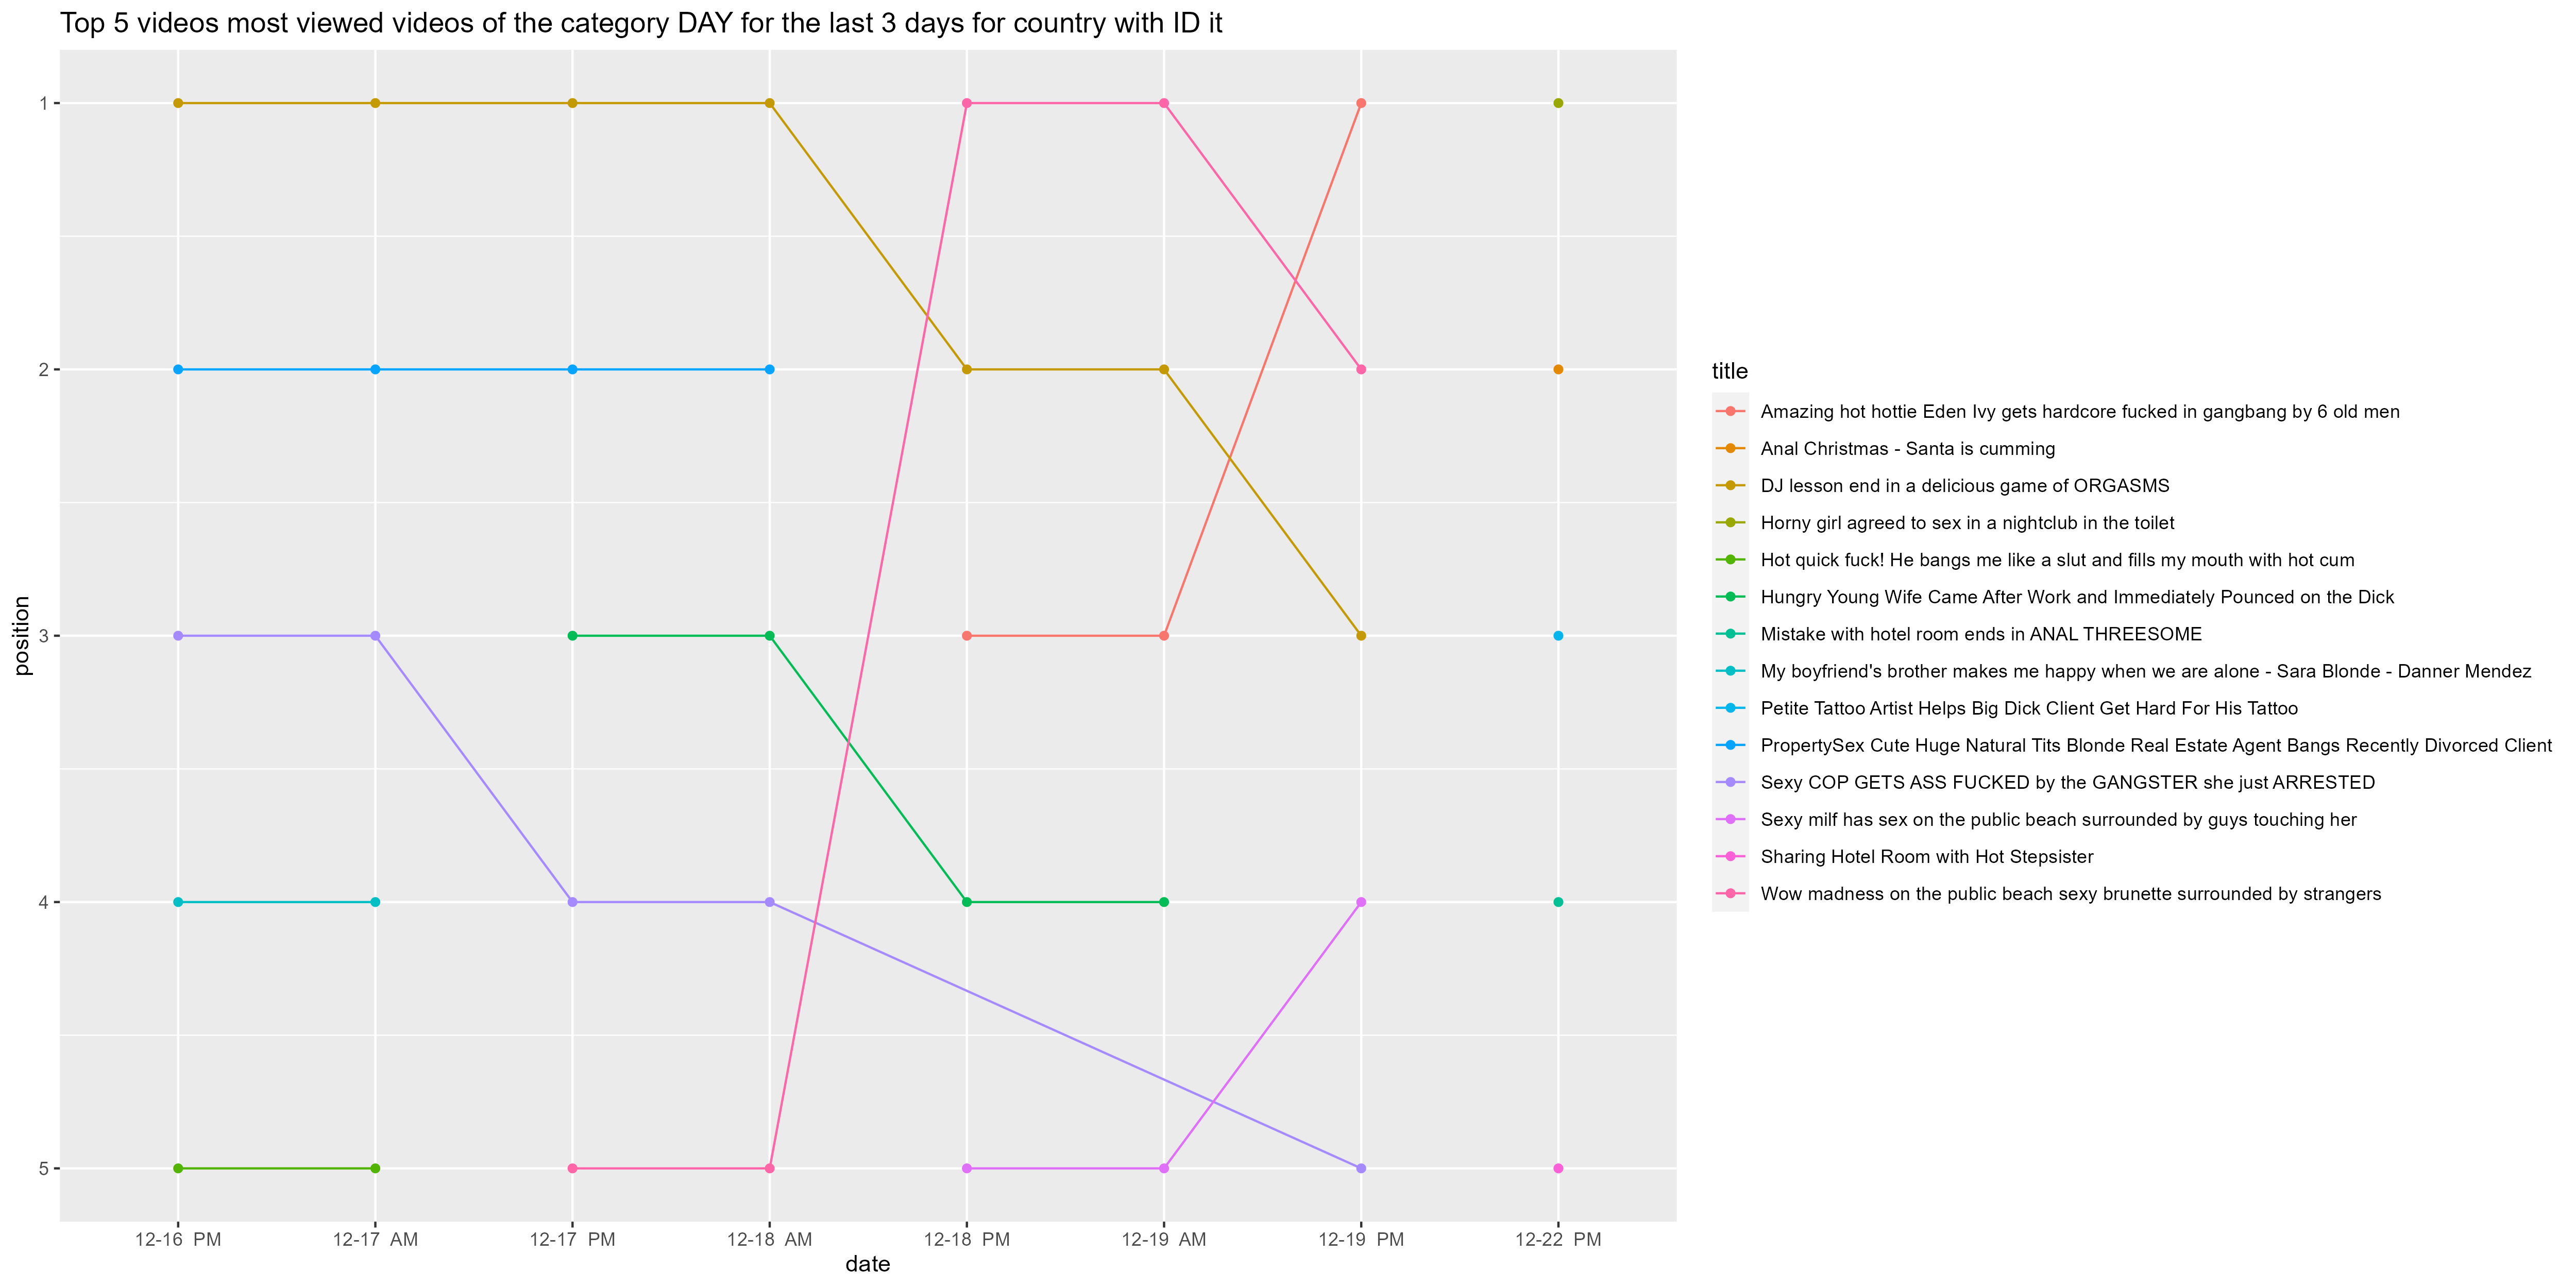 Top 5 videos most viewed videos of the category DAY for the last 3 days for country with ID it
position
1
2
3
4
5
12-16 PM
12-17 AM
12-17 PM
12-18 AM
12-18 PM
12-19 AM
12-19 PM
12-22 PM
date
title
Amazing hot hottie Eden Ivy gets hardcore fucked in gangbang by 6 old men
Anal Christmas - Santa is cumming
DJ lesson end in a delicious game of ORGASMS
Horny girl agreed to sex in a nightclub in the toilet
Hot quick fuck! He bangs me like a slut and fills my mouth with hot cum
Hungry Young Wife Came After Work and Immediately Pounced on the Dick
Mistake with hotel room ends in ANAL THREESOME
My boyfriend's brother makes me happy when we are alone - Sara Blonde - Danner Mendez
Petite Tattoo Artist Helps Big Dick Client Get Hard For His Tattoo
PropertySex Cute Huge Natural Tits Blonde Real Estate Agent Bangs Recently Divorced Client
Sexy COP GETS ASS FUCKED by the GANGSTER she just ARRESTED
Sexy milf has sex on the public beach surrounded by guys touching her
Sharing Hotel Room with Hot Stepsister
Wow madness on the public beach sexy brunette surrounded by strangers